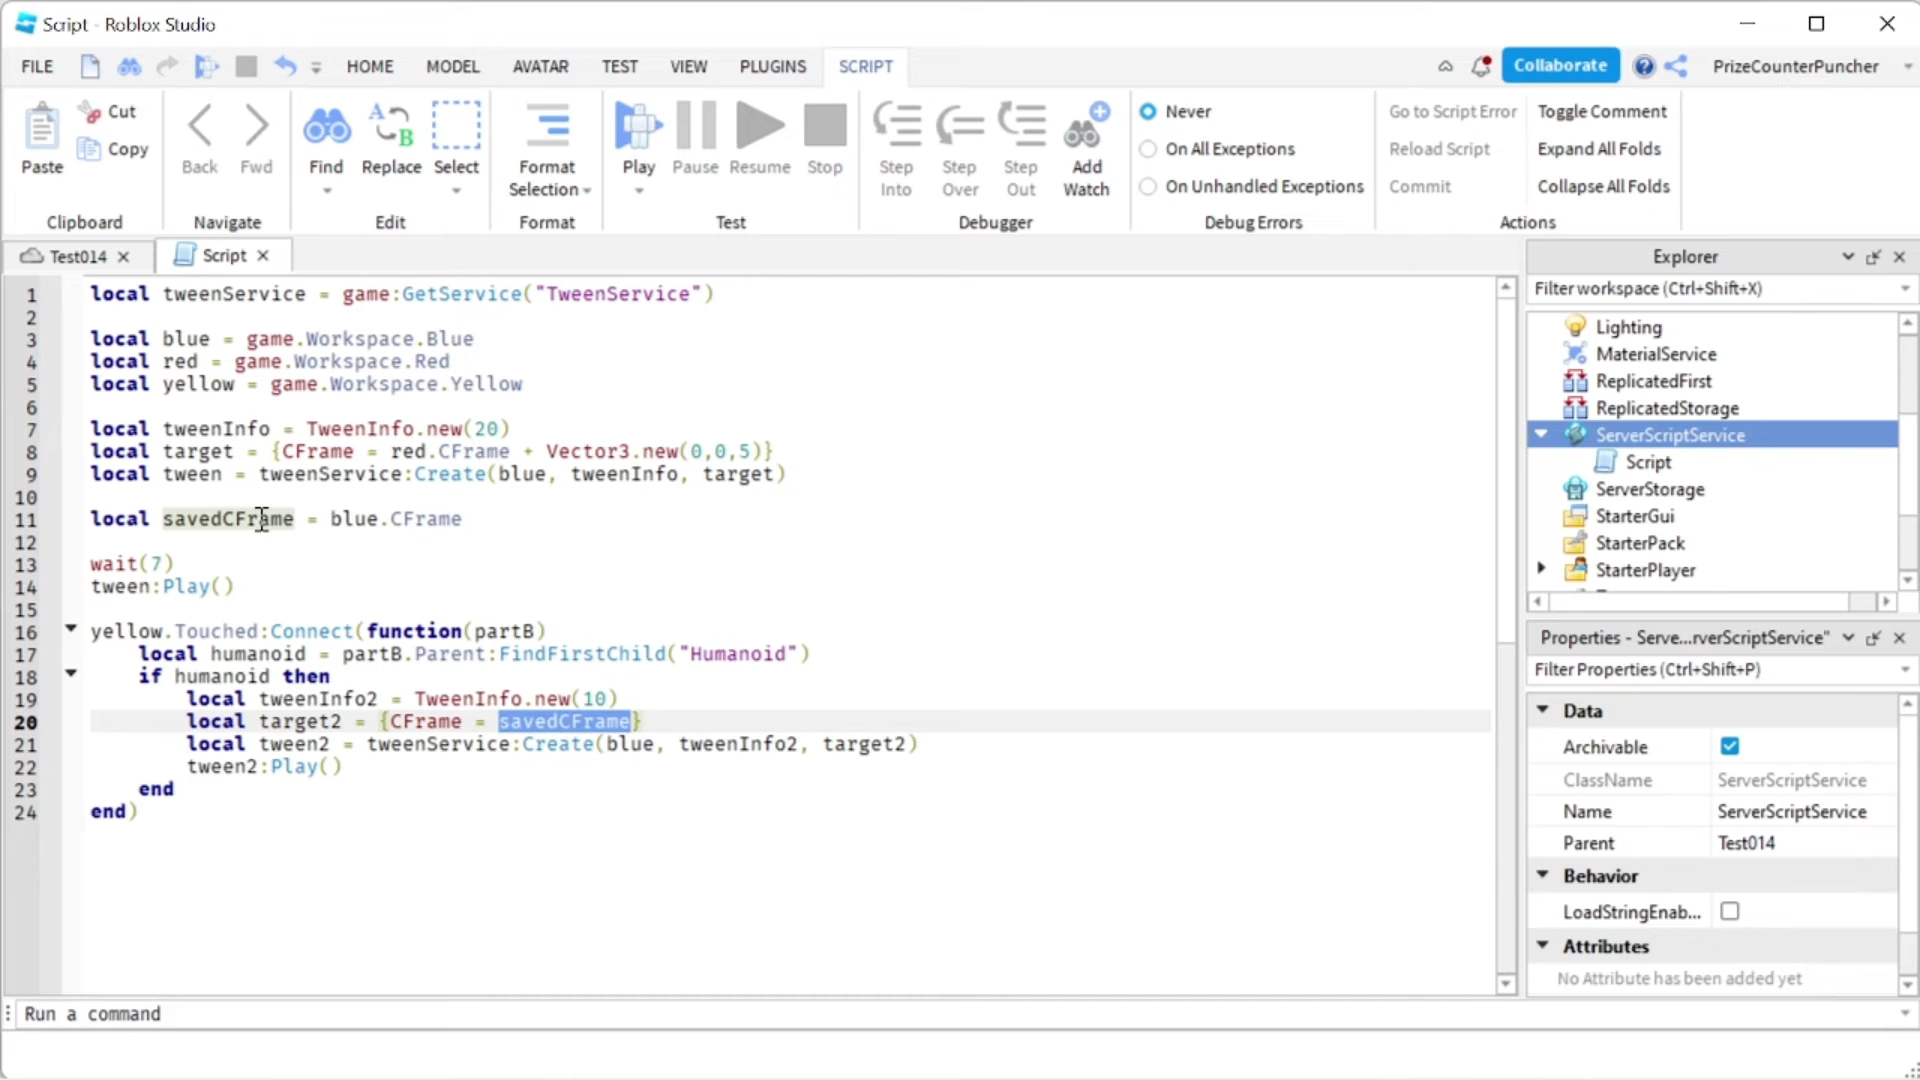 Script - Roblox Studio
FILE HOME MODEL AVATAR TEST VIEW PLUGINS SCRIPT Collaborate PrizeCounterPuncher
Paste Cut Copy Clipboard
Back Fwd Navigate
Find Replace Select Edit
Format Selection Format
Play Pause Resume Stop Test
Step Into Step Over Step Out Add Watch Debugger
Never
On All Exceptions
On Unhandled Exceptions
Debug Errors
Go to Script Error Toggle Comment
Reload Script Expand All Folds
Commit Collapse All Folds
Actions
Test014 Script
1 local tweenService = game:GetService("TweenService")
2
3 local blue = game.Workspace.Blue
4 local red = game.Workspace.Red
5 local yellow = game.Workspace.Yellow
6
7 local tweenInfo = TweenInfo.new(20)
8 local target = {CFrame = red.CFrame + Vector3.new(0,0,5)}
9 local tween = tweenService:Create(blue, tweenInfo, target)
10
11 local savedCFrame = blue.CFrame
12
13 wait(7)
14 tween:Play()
15
16 yellow.Touched:Connect(function(partB)
17 local humanoid = partB.Parent:FindFirstChild("Humanoid")
18 if humanoid then
19 local tweenInfo2 = TweenInfo.new(10)
20 local target2 = {CFrame = savedCFrame}
21 local tween2 = tweenService:Create(blue, tweenInfo2, target2)
22 tween2:Play()
23 end
24 end)
Explorer
Filter workspace (Ctrl+Shift+X)
Lighting
MaterialService
ReplicatedFirst
ReplicatedStorage
ServerScriptService
Script
ServerStorage
StarterGui
StarterPack
StarterPlayer
Properties - Serve...rverScriptService"
Filter Properties (Ctrl+Shift+P)
Data
Archivable
ClassName ServerScriptService
Name ServerScriptService
Parent Test014
Behavior
LoadStringEnab...
Attributes
No Attribute has been added yet
Run a command